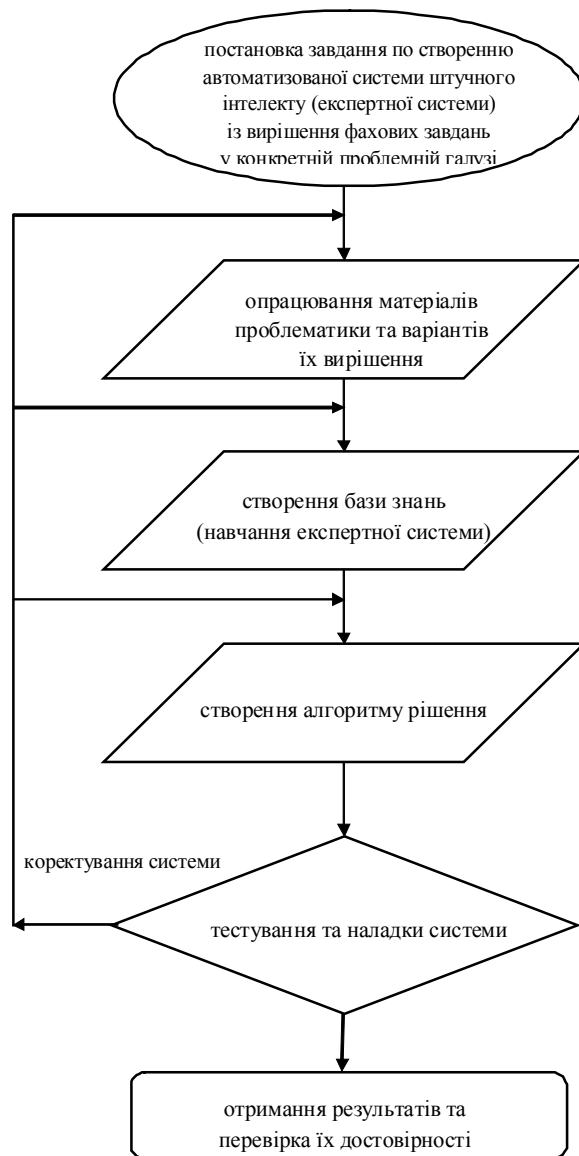 постановка завдання по створенню
автоматизованої системи штучного
інтелекту (експертної системи)
із вирішення фахових завдань
у конкретній проблемній галузі
опрацювання матеріалів
проблематики та варіантів
їх вирішення
створення бази знань
(навчання експертної системи)
створення алгоритму рішення
коректування системи
тестування та наладки системи
отримання результатів та
перевірка їх достовірності